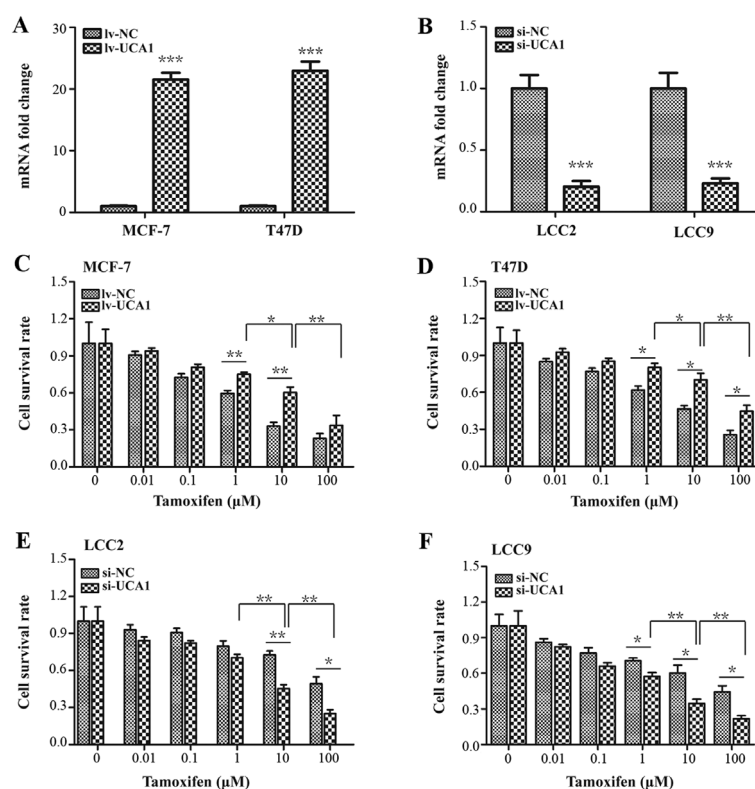 A
lv-NC
lv-UCA1
mRNA fold change
30
20
10
0
***
***
MCF-7
T47D
B
si-NC
si-UCA1
mRNA fold change
1.5
1.0
0.5
0.0
***
***
LCC2
LCC9
C
MCF-7
lv-NC
lv-UCA1
Cell survival rate
1.5
1.2
0.9
0.6
0.3
0.0
*
**
**
**
0
0.01
0.1
1
10
100
Tamoxifen (μM)
D
T47D
lv-NC
lv-UCA1
Cell survival rate
1.5
1.2
0.9
0.6
0.3
0.0
*
**
*
*
*
0
0.01
0.1
1
10
100
Tamoxifen (μM)
E
LCC2
si-NC
si-UCA1
Cell survival rate
1.5
1.2
0.9
0.6
0.3
0.0
**
**
**
*
0
0.01
0.1
1
10
100
Tamoxifen (μM)
F
LCC9
si-NC
si-UCA1
Cell survival rate
1.5
1.2
0.9
0.6
0.3
0.0
**
**
*
*
*
0
0.01
0.1
1
10
100
Tamoxifen (μM)